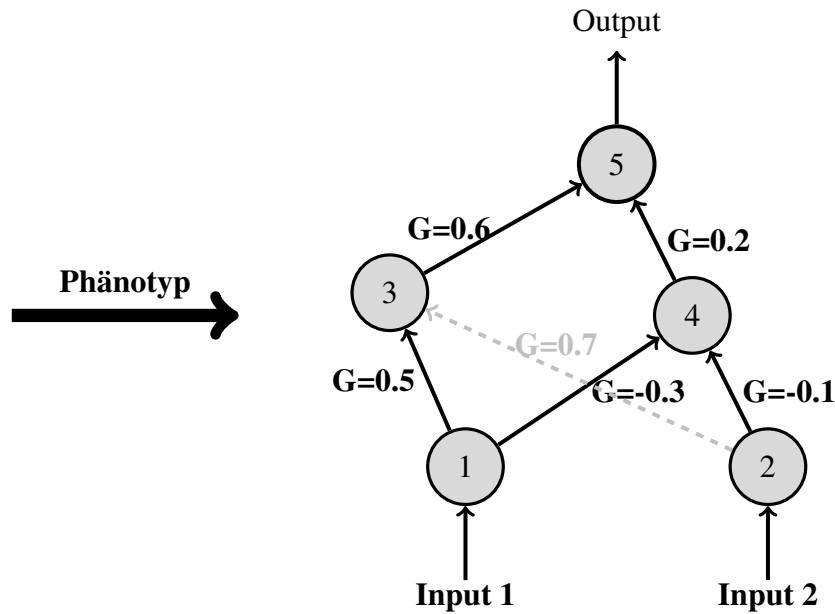 Output
5
G=0.6
G=0.2
Phänotyp
3
4
G=0.7
G=0.5
G=-0.3
G=-0.1
1
2
Input 1
Input 2